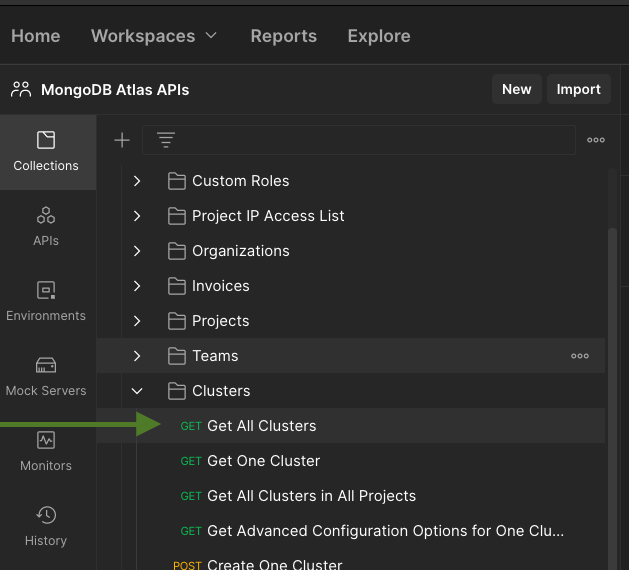 Home Workspaces Reports Explore
MongoDB Atlas APIs New Import
Collections
APIs
Environments
Mock Servers
Monitors
History
Custom Roles
Project IP Access List
Organizations
Invoices
Projects
Teams
Clusters
GET Get All Clusters
GET Get One Cluster
GET Get All Clusters in All Projects
GET Get Advanced Configuration Options for One Clu...
POST Create One Cluster